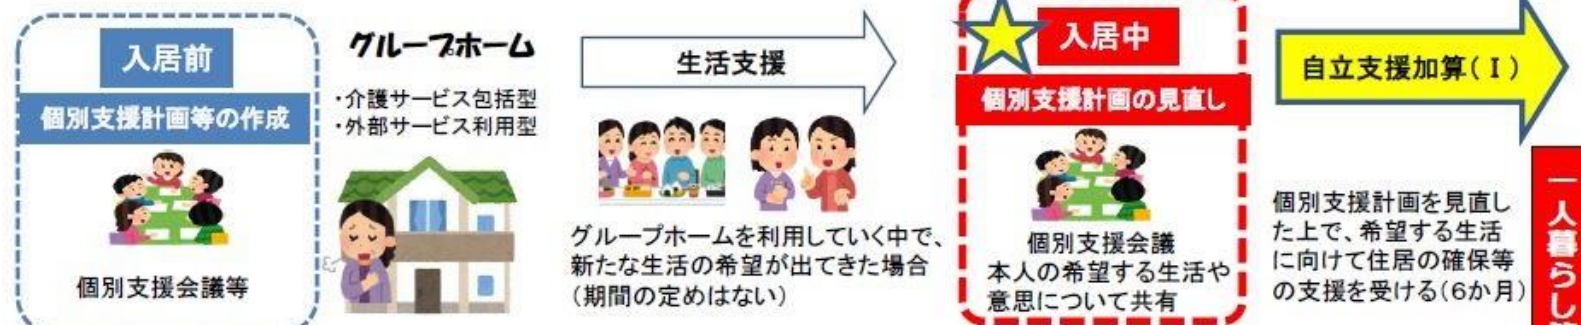 入居前
個別支援計画等の作成
個別支援会議等
グループホーム
・介護サービス包括型
・外部サービス利用型
生活支援
グループホームを利用していく中で、
新たな生活の希望が出てきた場合
(期間の定めはない)
入居中
個別支援計画の見直し
個別支援会議
本人の希望する生活や
意思について共有
自立支援加算(Ⅰ)
個別支援計画を見直し
た上で、希望する生活
に向けて住居の確保等
の支援を受ける(6か月)
一人暮らし